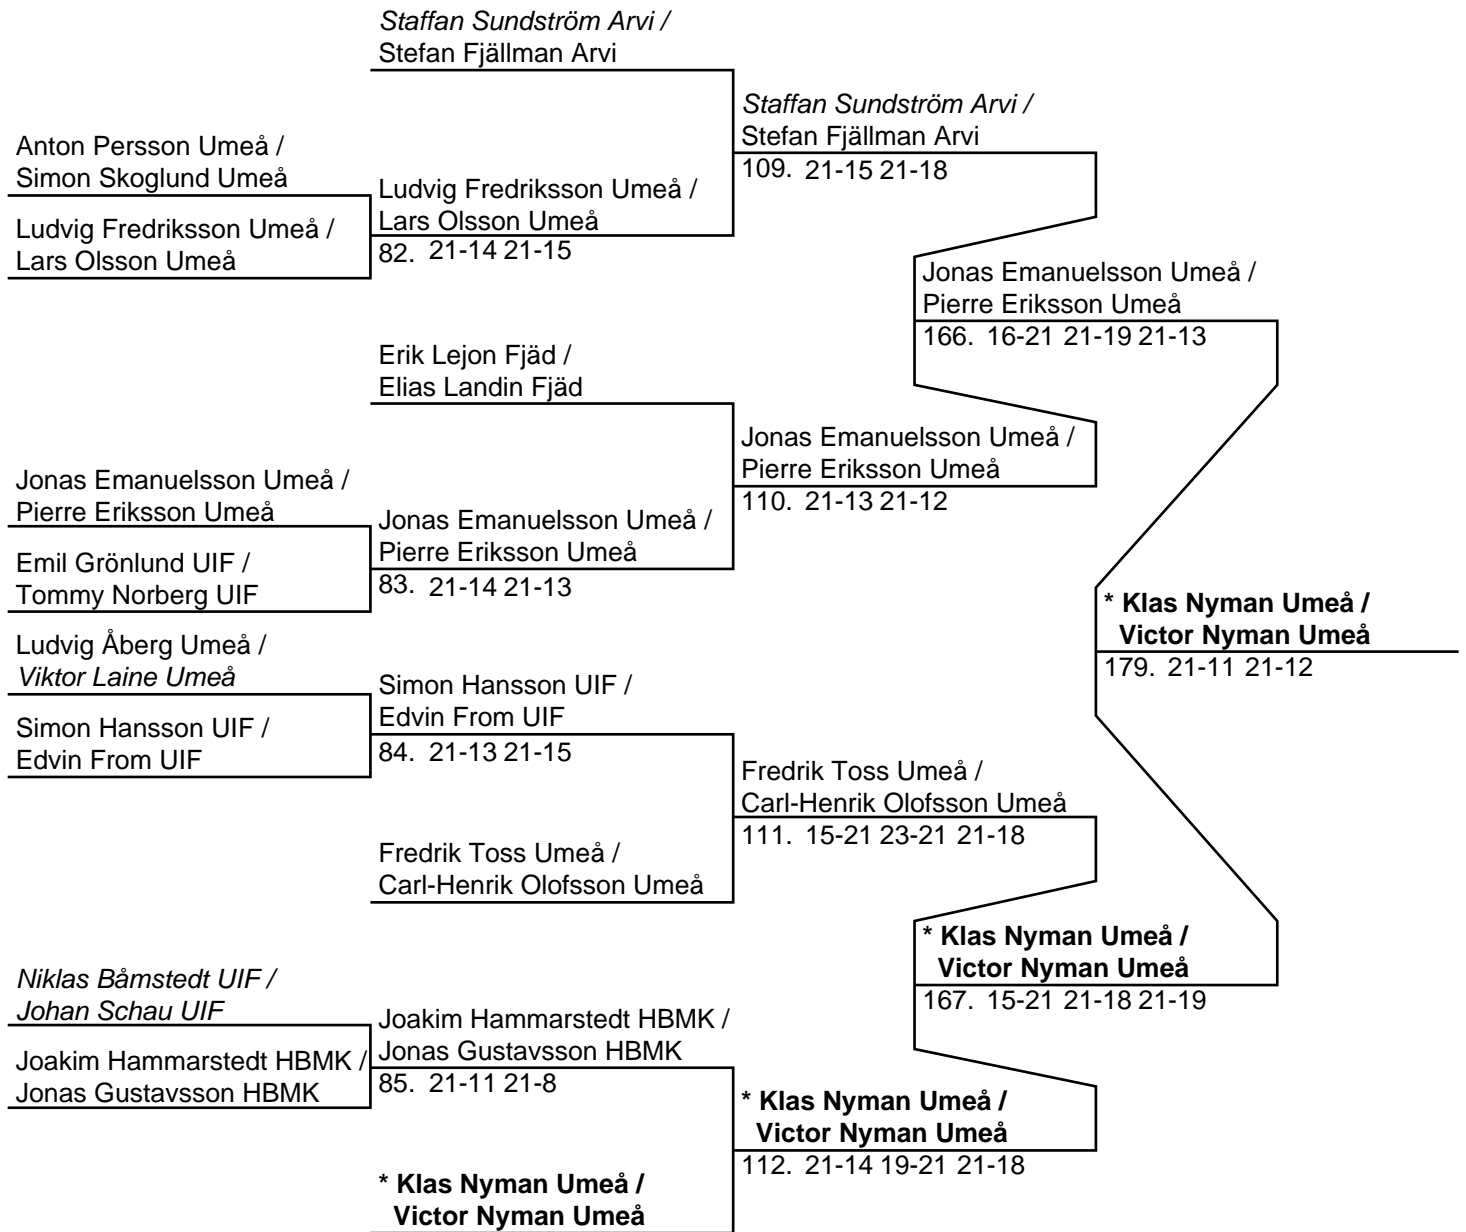 Staffan Sundström Arvi /
Stefan Fjällman Arvi
Staffan Sundström Arvi /
Stefan Fjällman Arvi
109. 21-15 21-18
Anton Persson Umeå /
Simon Skoglund Umeå
Ludvig Fredriksson Umeå /
Lars Olsson Umeå
Ludvig Fredriksson Umeå /
Lars Olsson Umeå
82. 21-14 21-15
Jonas Emanuelsson Umeå /
Pierre Eriksson Umeå
166. 16-21 21-19 21-13
Erik Lejon Fjäd /
Elias Landin Fjäd
Jonas Emanuelsson Umeå /
Pierre Eriksson Umeå
110. 21-13 21-12
Jonas Emanuelsson Umeå /
Pierre Eriksson Umeå
Emil Grönlund UIF /
Tommy Norberg UIF
Jonas Emanuelsson Umeå /
Pierre Eriksson Umeå
83. 21-14 21-13
* Klas Nyman Umeå /
Victor Nyman Umeå
179. 21-11 21-12
Ludvig Åberg Umeå /
Viktor Laine Umeå
Simon Hansson UIF /
Edvin From UIF
Simon Hansson UIF /
Edvin From UIF
84. 21-13 21-15
Fredrik Toss Umeå /
Carl-Henrik Olofsson Umeå
111. 15-21 23-21 21-18
Fredrik Toss Umeå /
Carl-Henrik Olofsson Umeå
* Klas Nyman Umeå /
Victor Nyman Umeå
167. 15-21 21-18 21-19
Niklas Båmstedt UIF /
Johan Schau UIF
Joakim Hammarstedt HBMK /
Jonas Gustavsson HBMK
Joakim Hammarstedt HBMK /
Jonas Gustavsson HBMK
85. 21-11 21-8
* Klas Nyman Umeå /
Victor Nyman Umeå
112. 21-14 19-21 21-18
* Klas Nyman Umeå /
Victor Nyman Umeå